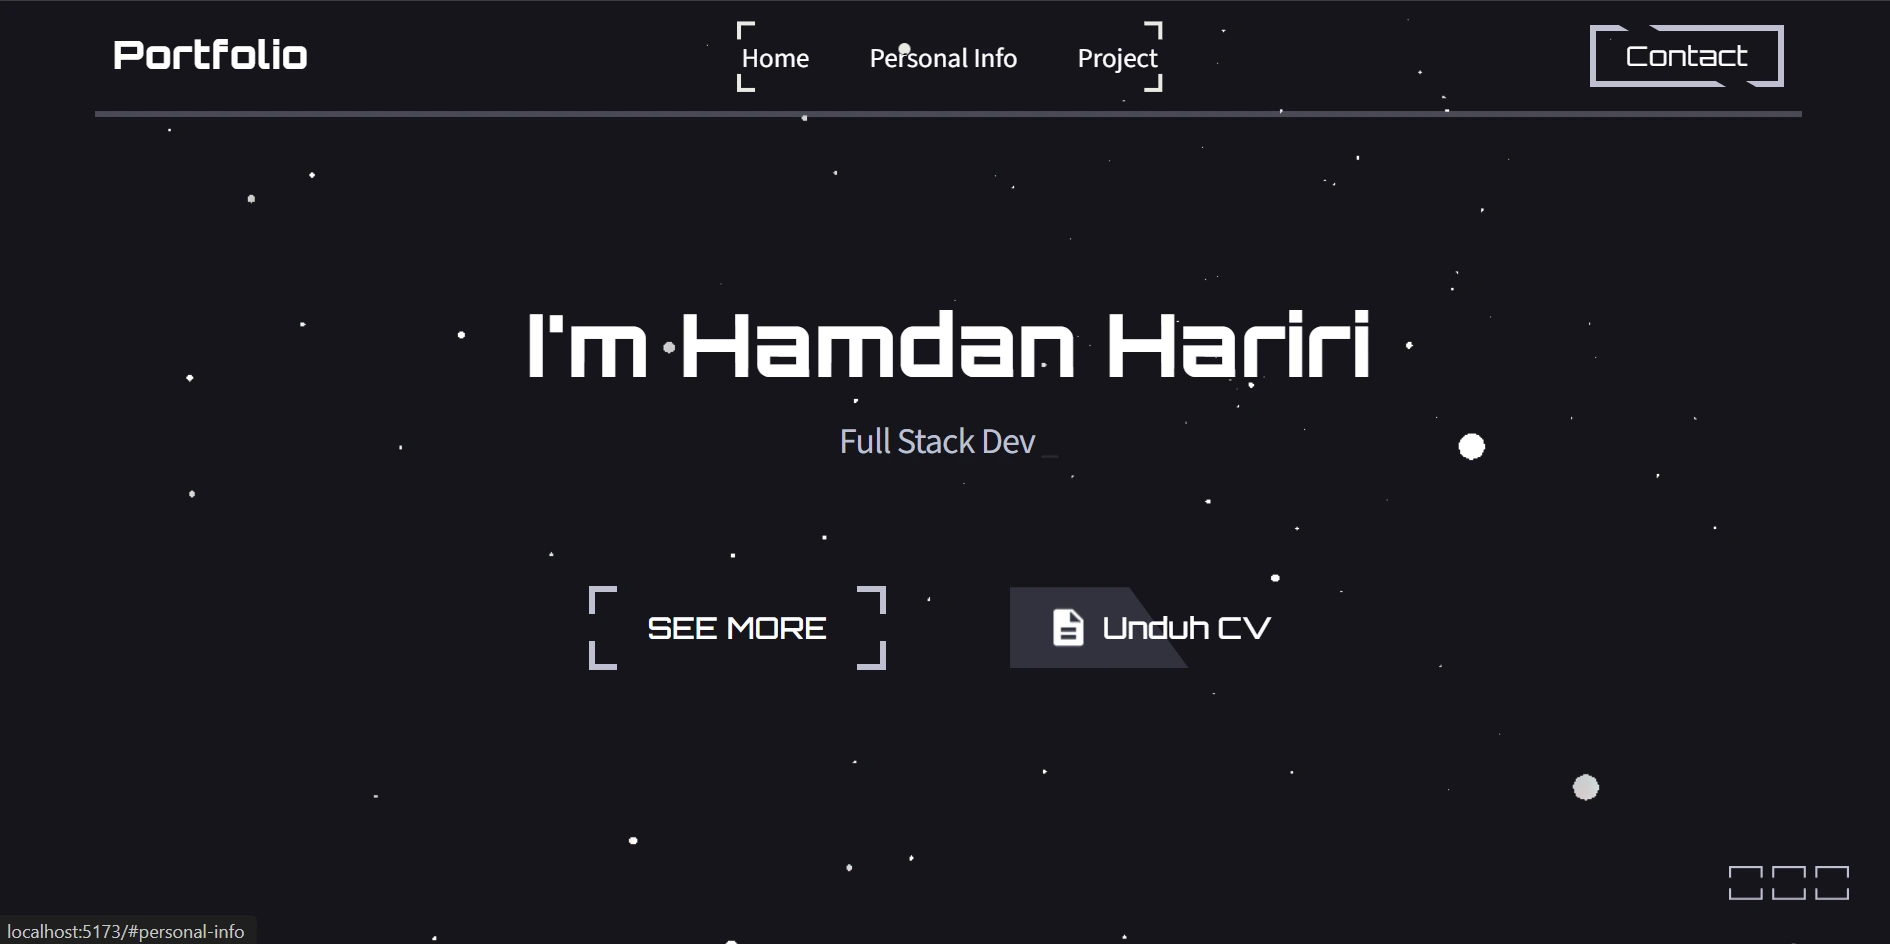 Portfolio
Home Personal Info Project
Contact
I'm Hamdan Hariri
Full Stack Dev _
SEE MORE
Unduh CV
localhost:5173/#personal-info